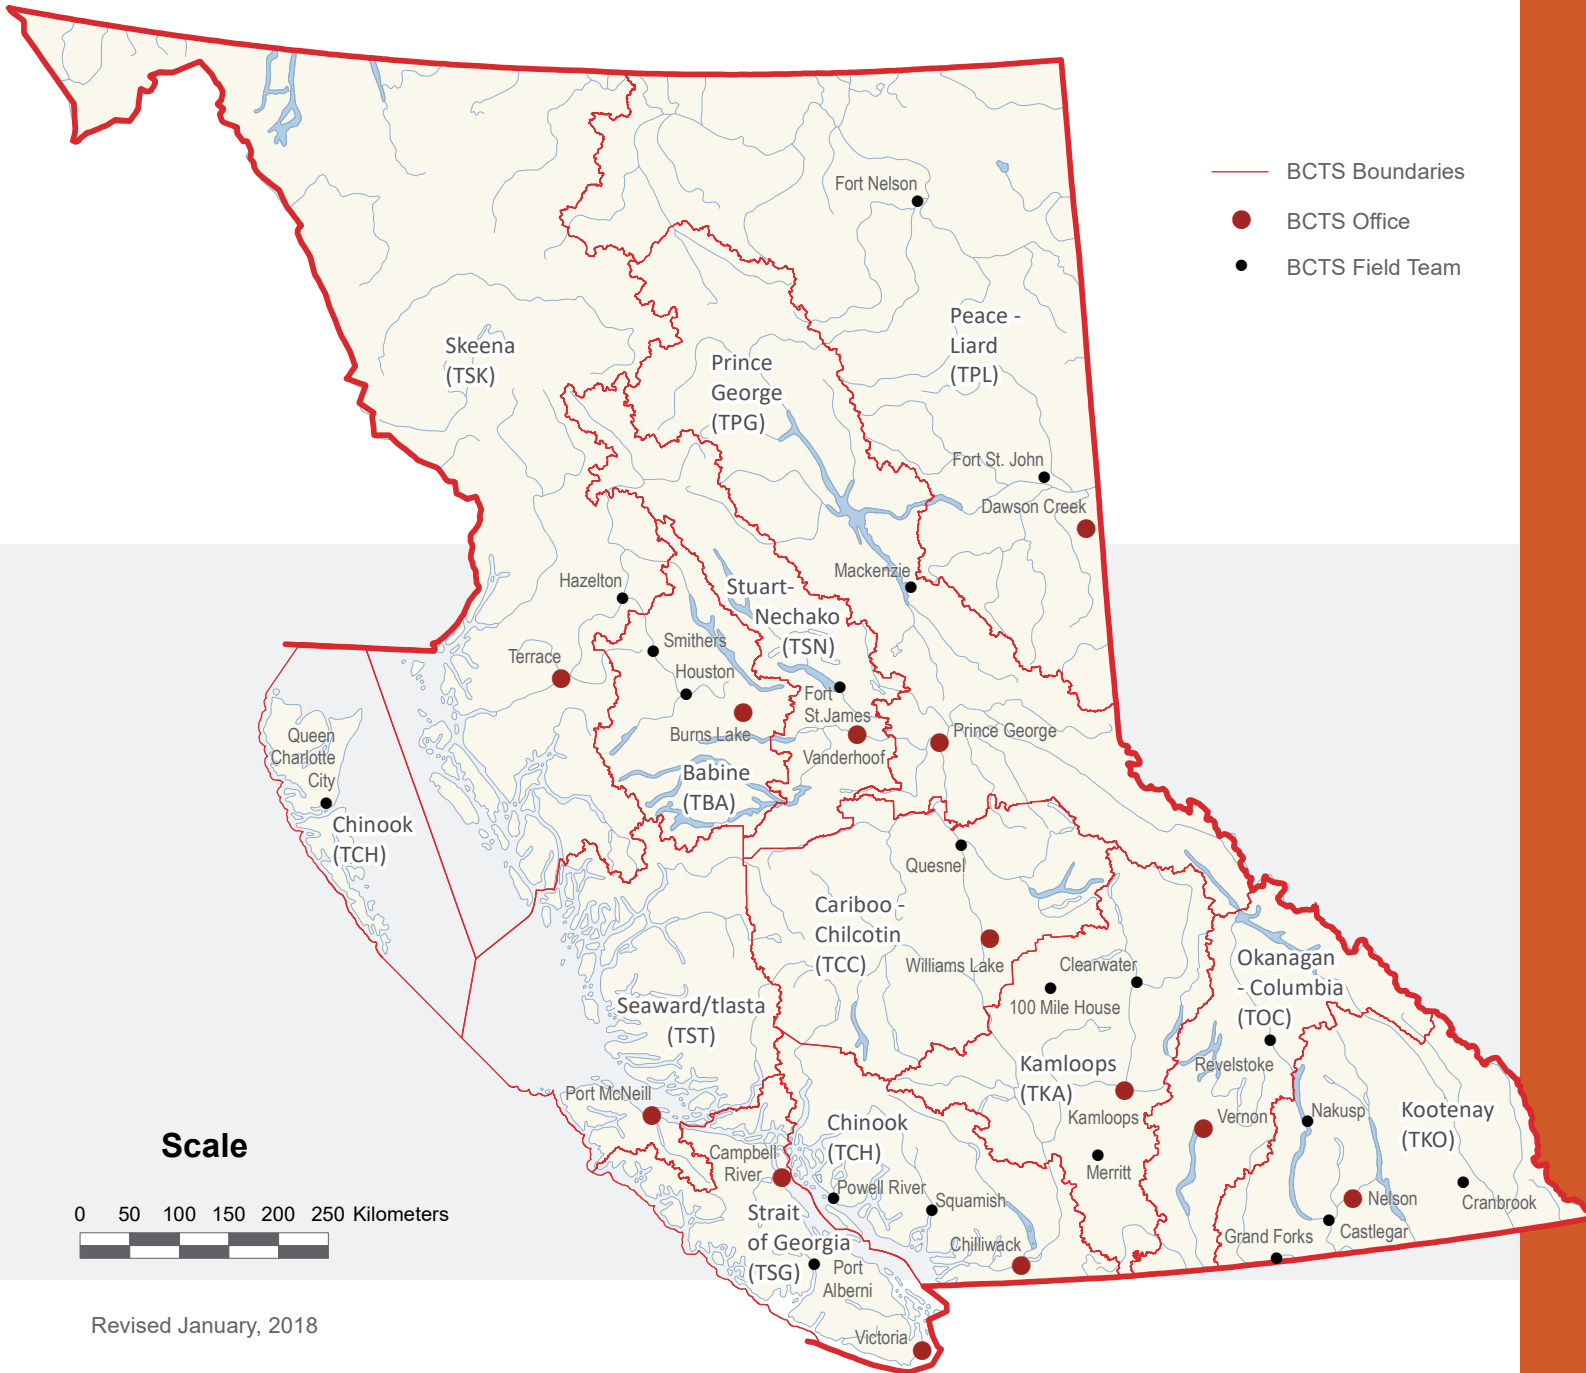 BCTS Boundaries
BCTS Office
BCTS Field Team
Fort Nelson
Peace -
Liard
(TPL)
Skeena
(TSK)
Prince
George
(TPG)
Fort St. John
Dawson Creek
Mackenzie
Hazelton
Stuart-
Nechako
(TSN)
Smithers
Terrace
Houston
Fort
St.James
Burns Lake
Vanderhoof
Prince George
Queen
Charlotte
City
Babine
(TBA)
Chinook
(TCH)
Quesnel
Cariboo -
Chilcotin
(TCC)
Williams Lake
Clearwater
100 Mile House
Okanagan
- Columbia
(TOC)
Seaward/tlasta
(TST)
Revelstoke
Kamloops
(TKA)
Kamloops
Port McNeill
Vernon
Nakusp
Kootenay
(TKO)
Chinook
(TCH)
Campbell
River
Merritt
Powell River
Squamish
Nelson
Cranbrook
Castlegar
Grand Forks
Strait
of Georgia
(TSG)
Chilliwack
Port
Alberni
Victoria
Scale
0 50 100 150 200 250 Kilometers
Revised January, 2018